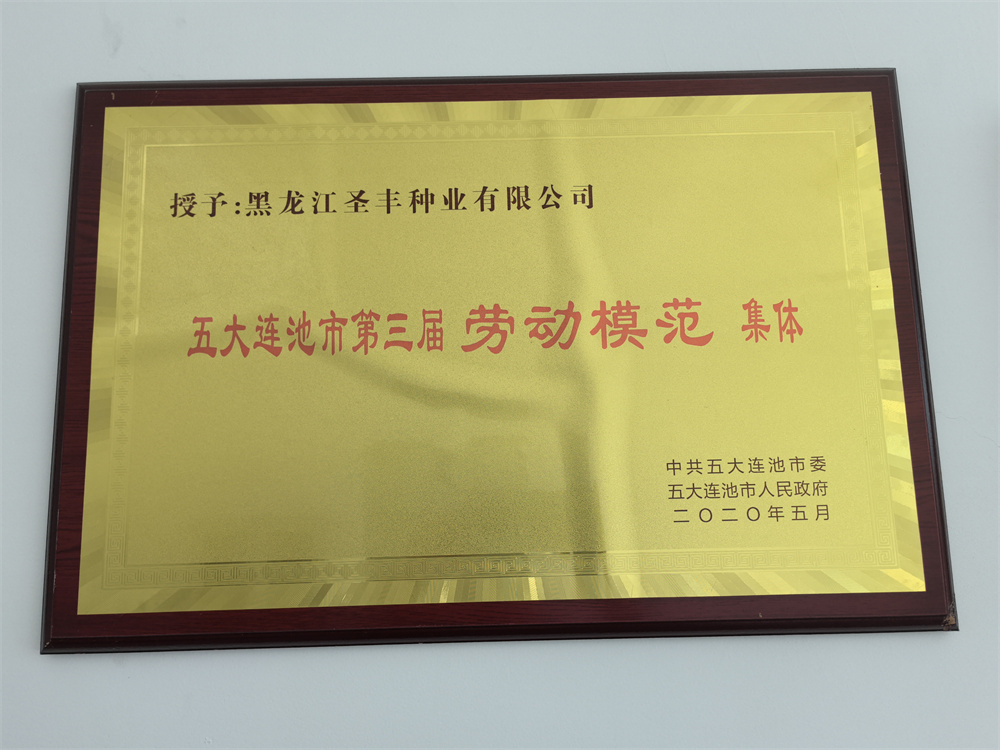 授予:黑龙江圣丰种业有限公司
五大连池市第三届 劳动模范 集体
中共五大连池市委
五大连池市人民政府
二〇二〇年五月